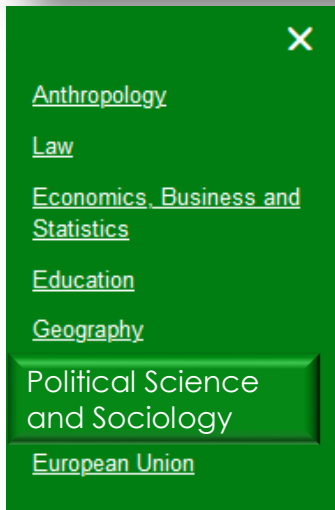 Anthropology
Law
Economics, Business and
Statistics
Education
Geography
Political Science
and Sociology
European Union